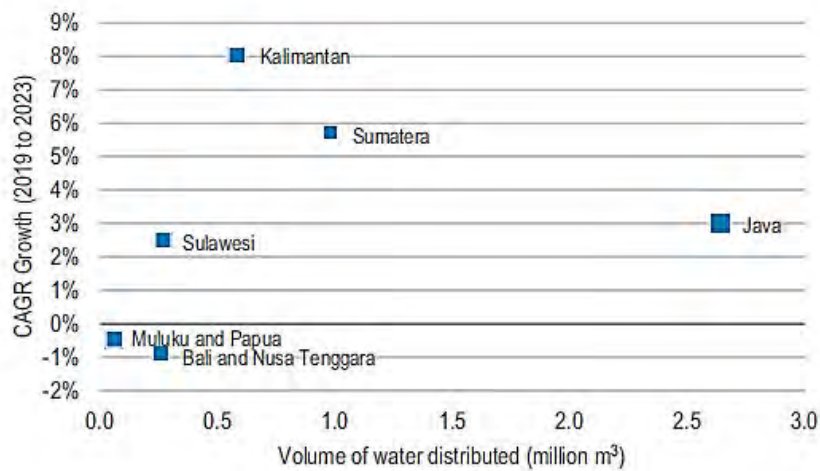 9%
8%
7%
6%
5%
4%
3%
2%
1%
0%
-1%
-2%
CAGR Growth (2019 to 2023)
Kalimantan
Sumatera
Java
Sulawesi
Muluku and Papua
Bali and Nusa Tenggara
0.0 0.5 1.0 1.5 2.0 2.5 3.0
Volume of water distributed (million m³)